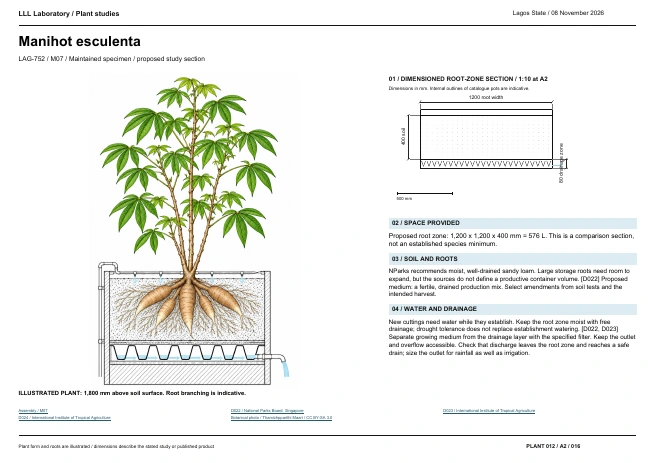 LLL Laboratory / Plant studies
Lagos State / 08 November 2026
Manihot esculenta
LAG-752 / M07 / Maintained specimen / proposed study section
01 / DIMENSIONED ROOT-ZONE SECTION / 1:10 at A2
Dimensions in mm. Internal outlines of catalogue pots are indicative.
1200 root width
400 soil
80 drainage zone
500 mm
02 / SPACE PROVIDED
Proposed root zone: 1,200 x 1,200 x 400 mm = 576 L. This is a comparison section,
not an established species minimum.
03 / SOIL AND ROOTS
NParks recommends moist, well-drained sandy loam. Large storage roots need room to
expand, but the sources do not define a productive container volume. [D022] Proposed
medium: a fertile, drained production mix. Select amendments from soil tests and the
intended harvest.
04 / WATER AND DRAINAGE
New cuttings need water while they establish. Keep the root zone moist with free
drainage; drought tolerance does not replace establishment watering. [D022, D023]
Separate growing medium from the drainage layer with the specified filter. Keep the outlet
and overflow accessible. Check that discharge leaves the root zone and reaches a safe
drain; size the outlet for rainfall as well as irrigation.
ILLUSTRATED PLANT: 1,800 mm above soil surface. Root branching is indicative.
Assembly / M07
D022 / National Parks Board, Singapore
D023 / International Institute of Tropical Agriculture
D024 / International Institute of Tropical Agriculture
Botanical photo / / CC BY-SA 3.0
Plant form and roots are illustrated / dimensions describe the stated study or published product
PLANT 012 / A2 / 016